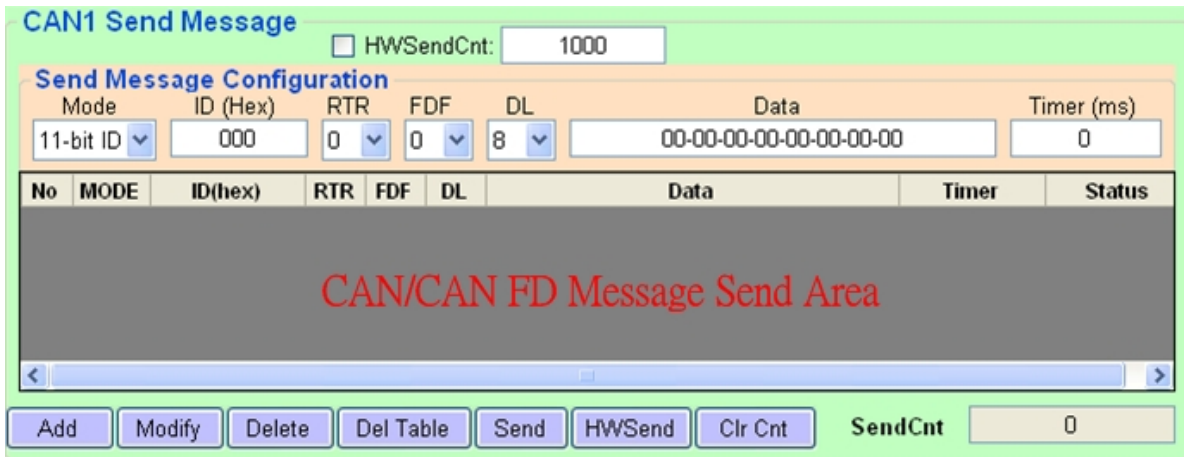 CAN1 Send Message
HWSendCnt: 1000
Send Message Configuration
Mode ID (Hex) RTR FDF DL Data Timer (ms)
11-bit ID 000 0 0 8 00-00-00-00-00-00-00-00 0
No MODE ID(hex) RTR FDF DL Data Timer Status
CAN/CAN FD Message Send Area
Add Modify Delete Del Table Send HWSend Clr Cnt SendCnt 0